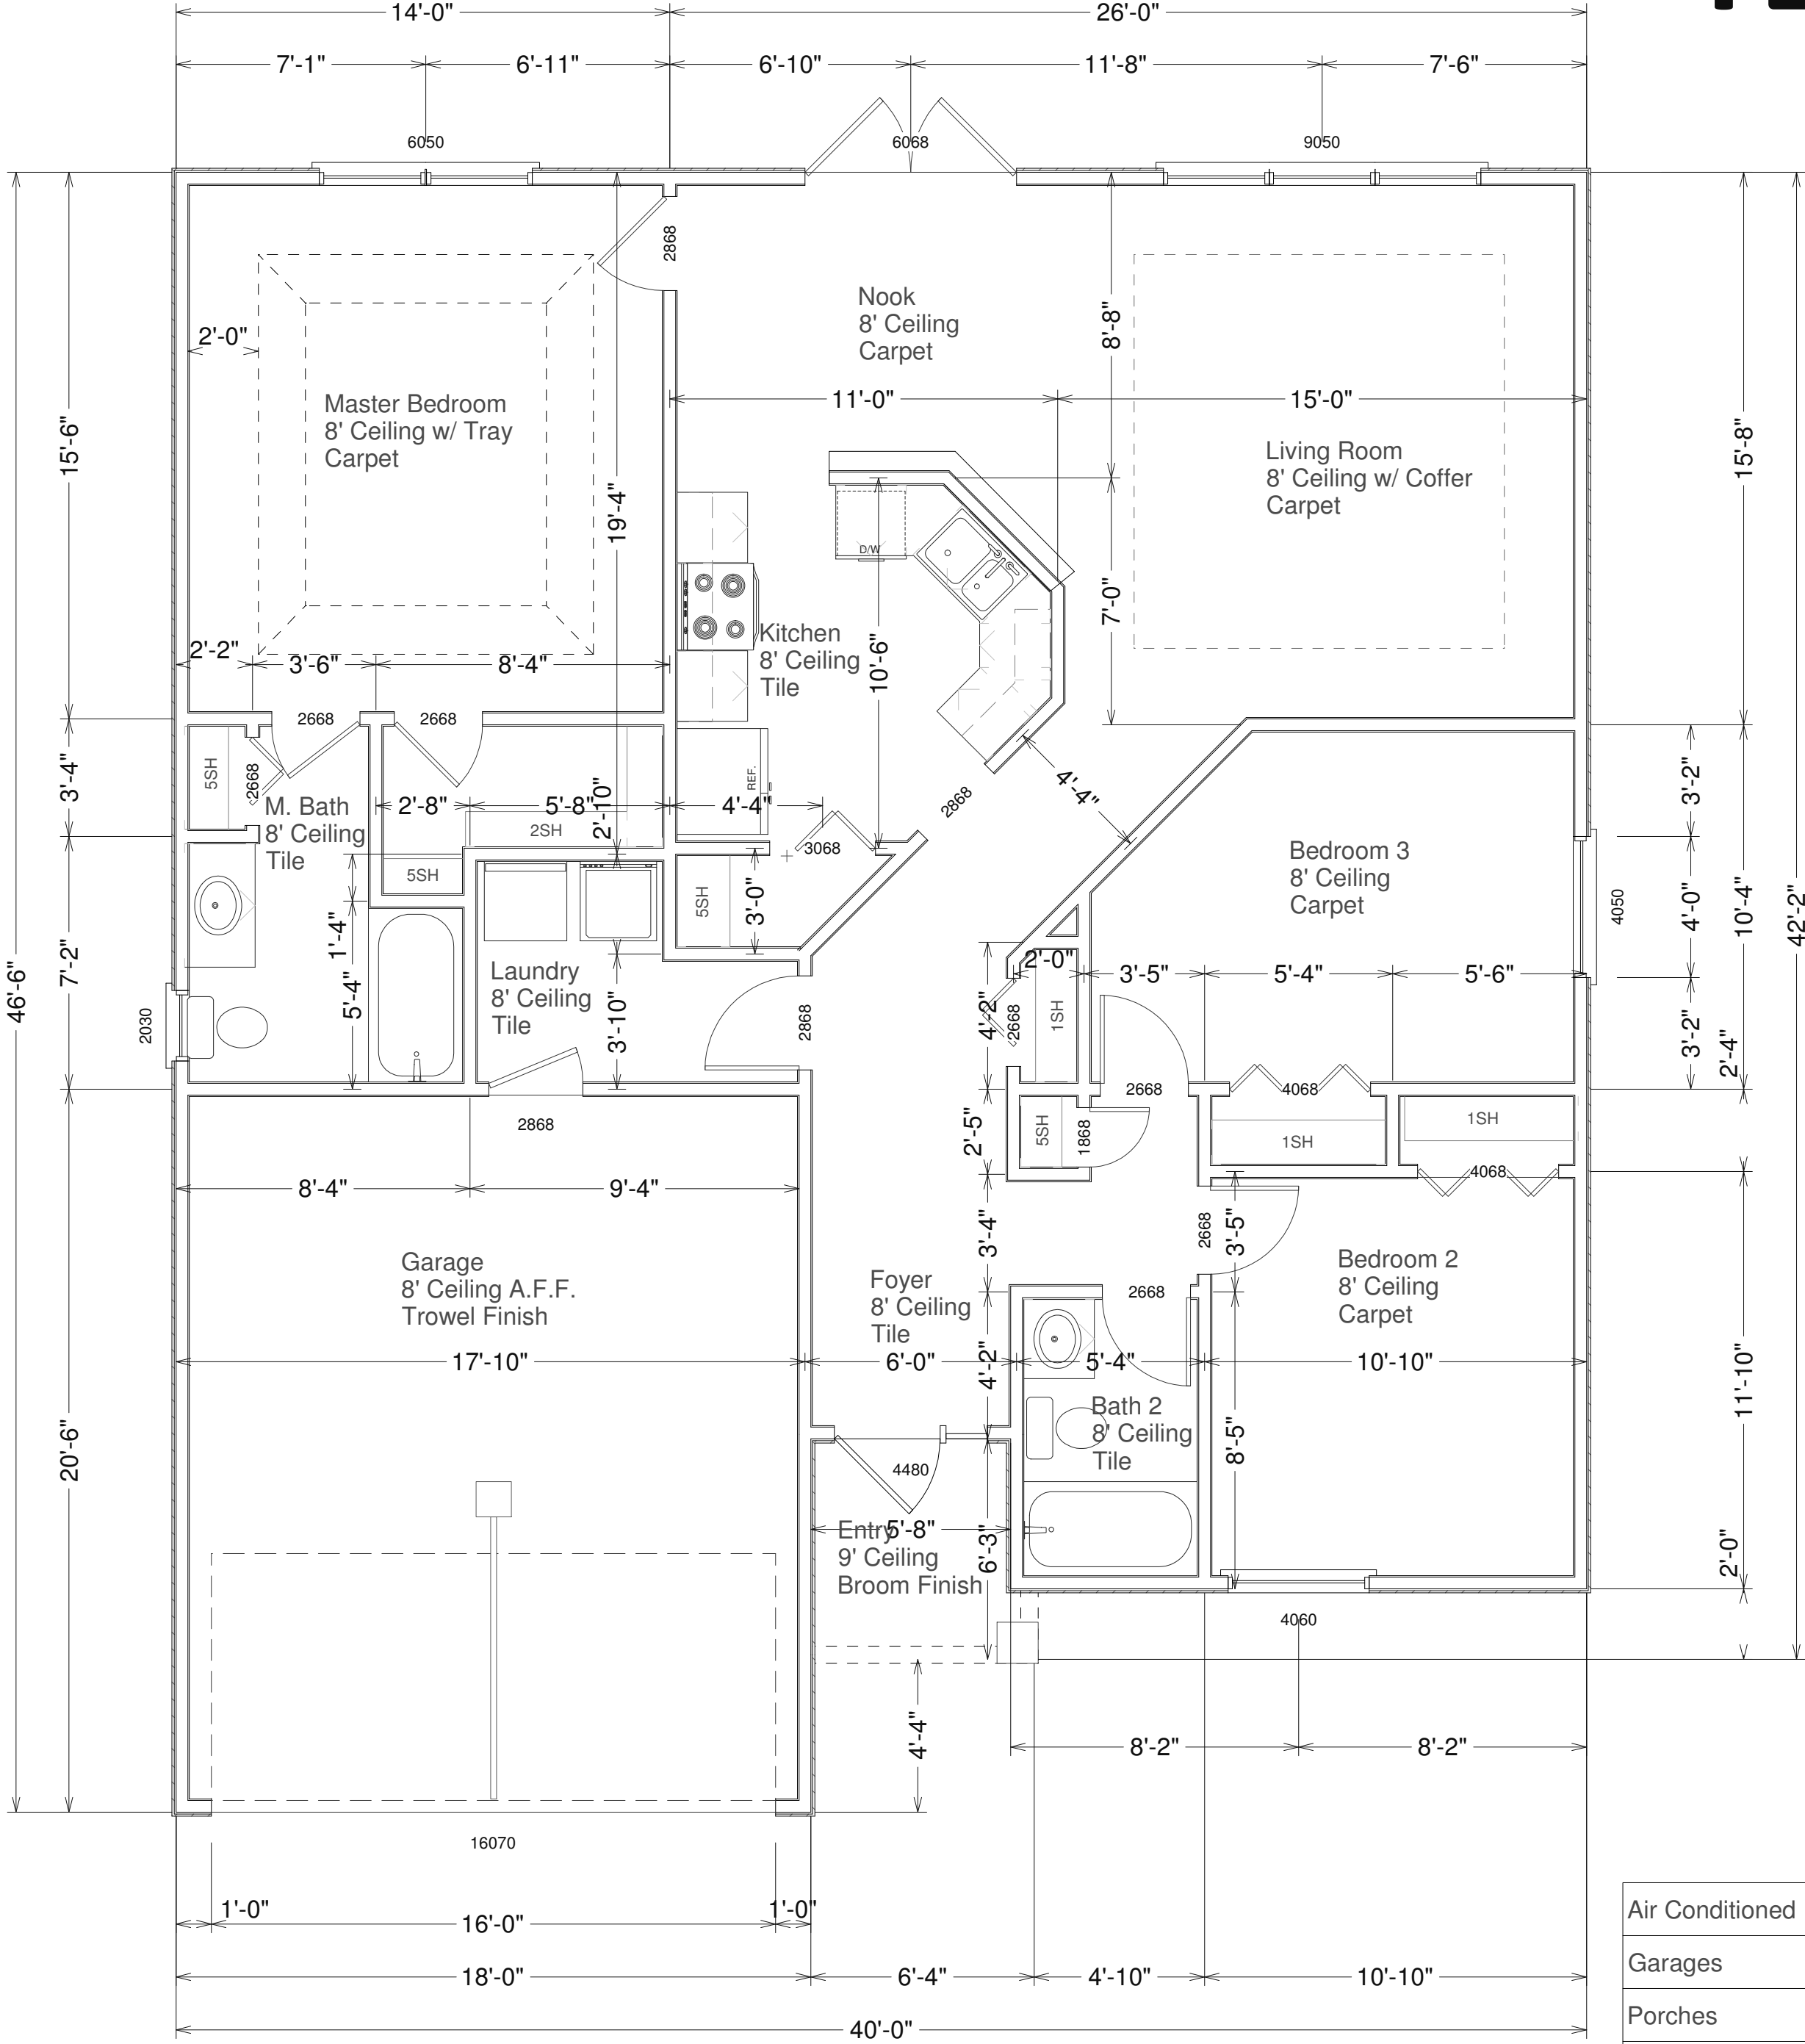 14'-0"
26'-0"
7'-1"
6'-11"
6'-10"
11'-8"
7'-6"
6050
6068
9050
2868
Nook
8' Ceiling
Carpet
8'-8"
2'-0"
Master Bedroom
8' Ceiling w/ Tray
Carpet
11'-0"
15'-0"
15'-6"
15'-8"
Living Room
8' Ceiling w/ Coffer
Carpet
19'-4"
D/W
7'-0"
Kitchen
8' Ceiling
Tile
10'-6"
2'-2"
3'-6"
8'-4"
2668
2668
3'-4"
5SH
2668
M. Bath
8' Ceiling
Tile
2'-8"
5'-8"
2'-10"
4'-4"
REF.
2868
4'-4"
3'-2"
2SH
3068
5SH
5SH
3'-0"
Bedroom 3
8' Ceiling
Carpet
4050
4'-0"
10'-4"
42'-2"
46'-6"
7'-2"
1'-4"
5'-4"
Laundry
8' Ceiling
Tile
3'-10"
2'-0"
3'-5"
5'-4"
5'-6"
2030
2868
4'-2"
2668
1SH
3'-2"
2'-4"
2668
4068
2868
2'-5"
5SH
1868
1SH
1SH
4068
8'-4"
9'-4"
3'-4"
2668
3'-5"
Garage
8' Ceiling A.F.F.
Trowel Finish
Foyer
8' Ceiling
Tile
2668
Bedroom 2
8' Ceiling
Carpet
17'-10"
6'-0"
4'-2"
5'-4"
10'-10"
11'-10"
20'-6"
Bath 2
8' Ceiling
Tile
8'-5"
4480
Entry
9' Ceiling
Broom Finish
5'-8"
6'-3"
2'-0"
4060
4'-4"
8'-2"
8'-2"
16070
1'-0"
16'-0"
1'-0"
18'-0"
6'-4"
4'-10"
10'-10"
40'-0"
Air Conditioned
Garages
Porches